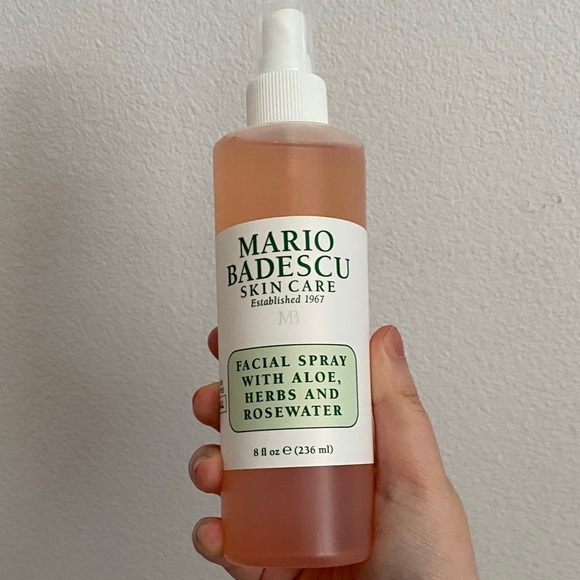 MARIO
BADESCU
SKIN CARE
Established 1967
MB
FACIAL SPRAY
WITH ALOE,
HERBS AND
ROSEWATER
8 fl oz ℮ (236 ml)